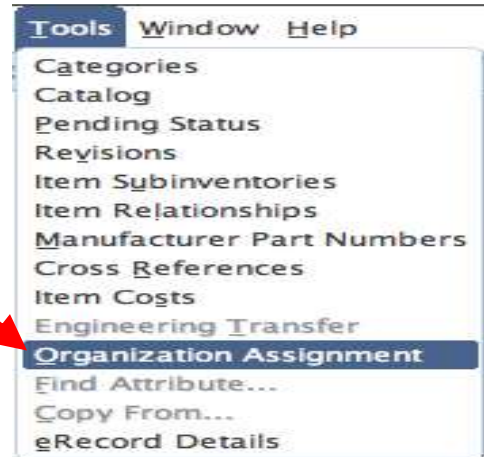 Tools Window Help
Categories
Catalog
Pending Status
Revisions
Item Subinventories
Item Relationships
Manufacturer Part Numbers
Cross References
Item Costs
Engineering Transfer
Organization Assignment
Find Attribute...
Copy From...
eRecord Details